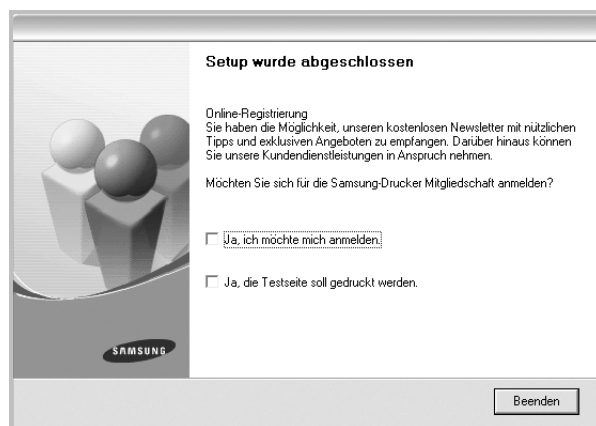 Setup wurde abgeschlossen
Online-Registrierung
Sie haben die Möglichkeit, unseren kostenlosen Newsletter mit nützlichen
Tipps und exklusiven Angeboten zu empfangen. Darüber hinaus können
Sie unsere Kundendienstleistungen in Anspruch nehmen.
Möchten Sie sich für die Samsung-Drucker Mitgliedschaft anmelden?
Ja, ich möchte mich anmelden.
Ja, die Testseite soll gedruckt werden.
SAMSUNG
Beenden